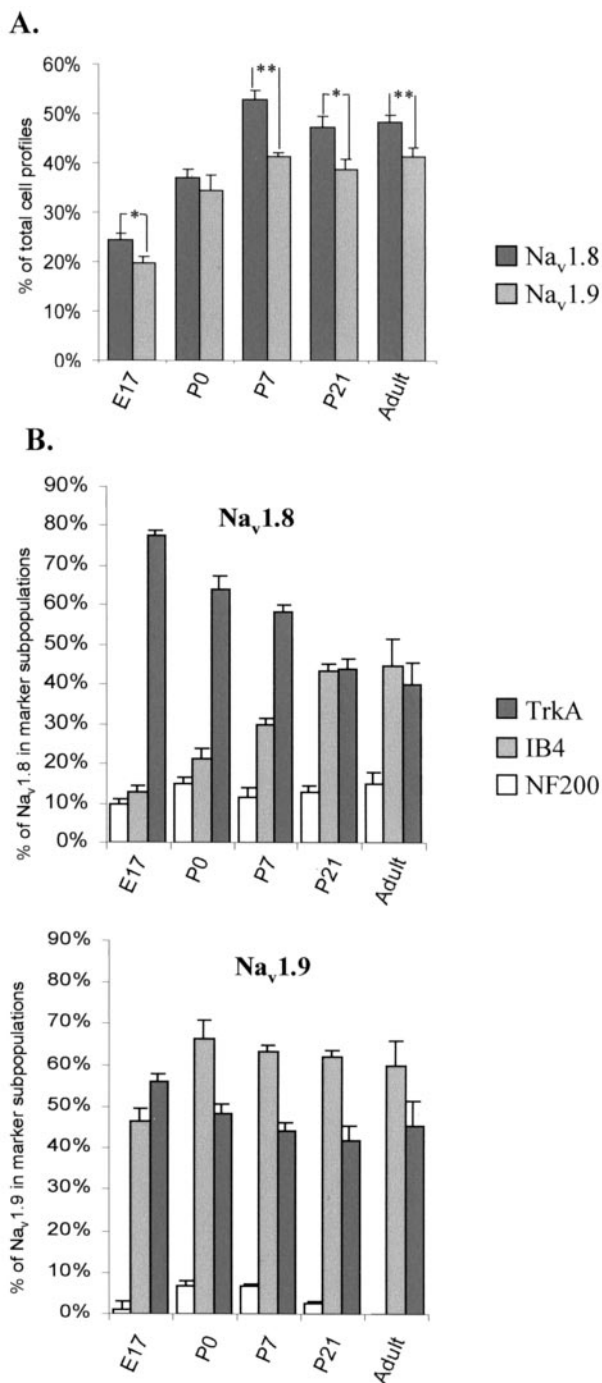 A.
% of total cell profiles
60%
50%
40%
30%
20%
10%
0%
* ** * **
E17 P0 P7 P21 Adult
Nav1.8
Nav1.9
B.
Nav1.8
% of Nav1.8 in marker subpopulations
90%
80%
70%
60%
50%
40%
30%
20%
10%
0%
E17 P0 P7 P21 Adult
TrkA
IB4
NF200
Nav1.9
% of Nav1.9 in marker subpopulations
90%
80%
70%
60%
50%
40%
30%
20%
10%
0%
E17 P0 P7 P21 Adult